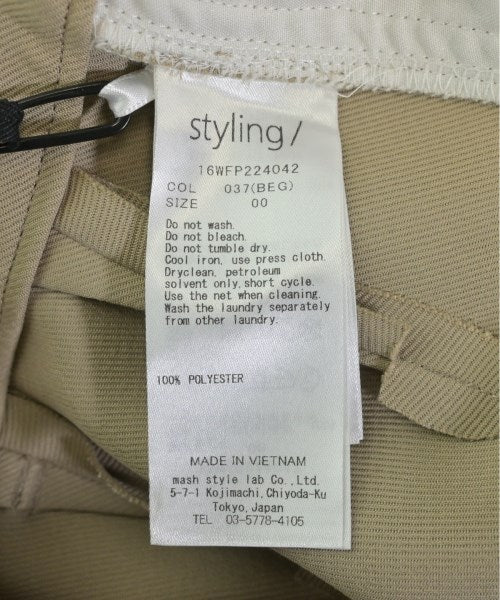 styling/
16WFP224042
COL 037(BEG)
SIZE 00
Do not wash.
Do not bleach.
Do not tumble dry.
Cool iron, use press cloth.
Dryclean, petroleum
solvent only,short cycle.
Use the net when cleaning.
Wash the laundry separately
from other laundry.
100% POLYESTER
MADE IN VIETNAM
mash style lab Co.,Ltd.
5-7-1 Kojimachi,Chiyoda-Ku
Tokyo,Japan
TEL 03-5778-4105